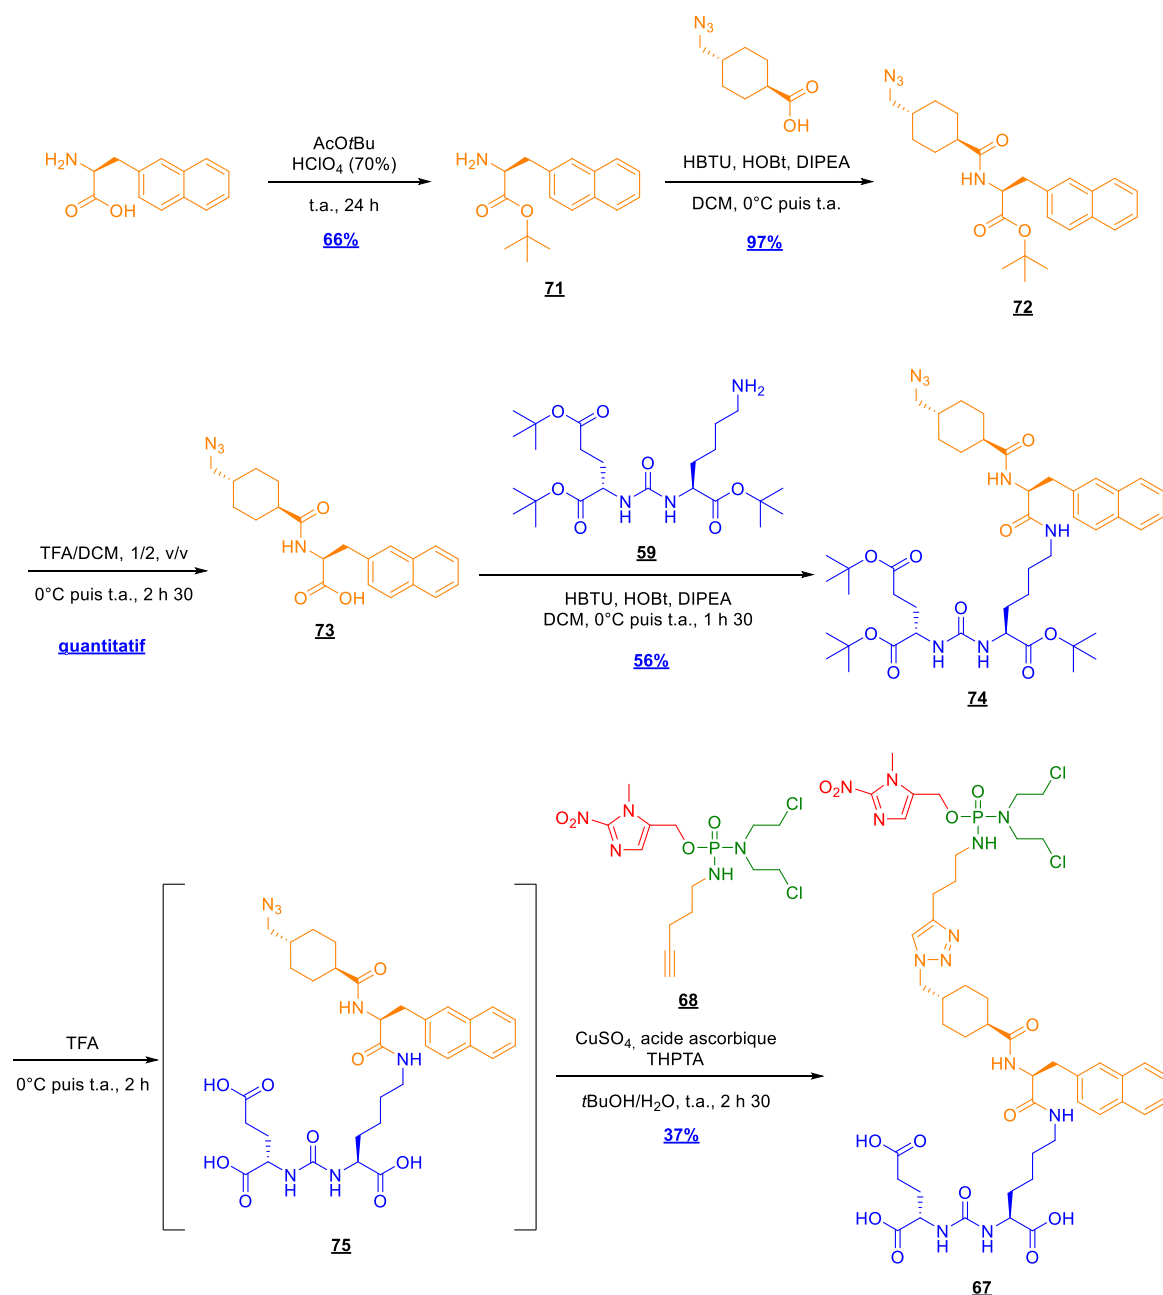 N3
O
OH
H2N
O
OH
AcOtBu
HClO4 (70%)
t.a., 24 h
66%
H2N
O
O
71
HBTU, HOBt, DIPEA
DCM, 0°C puis t.a.
97%
N3
O
HN
O
O
72
TFA/DCM, 1/2, v/v
0°C puis t.a., 2 h 30
quantitatif
N3
O
HN
O
OH
73
NH2
O
O
O
O
O
N
H
N
H
O
O
59
HBTU, HOBt, DIPEA
DCM, 0°C puis t.a., 1 h 30
56%
N3
O
HN
O
NH
O
O
O
O
O
N
H
N
H
O
O
74
TFA
0°C puis t.a., 2 h
N3
O
HN
O
NH
HO
O
HO
O
O
N
H
N
H
OH
O
75
O2N
N
N
O
O
P
N
NH
Cl
Cl
68
CuSO4, acide ascorbique
THPTA
tBuOH/H2O, t.a., 2 h 30
37%
O2N
N
N
O
O
P
N
NH
Cl
Cl
N
N
N
O
HN
O
NH
HO
O
HO
O
O
N
H
N
H
OH
O
67